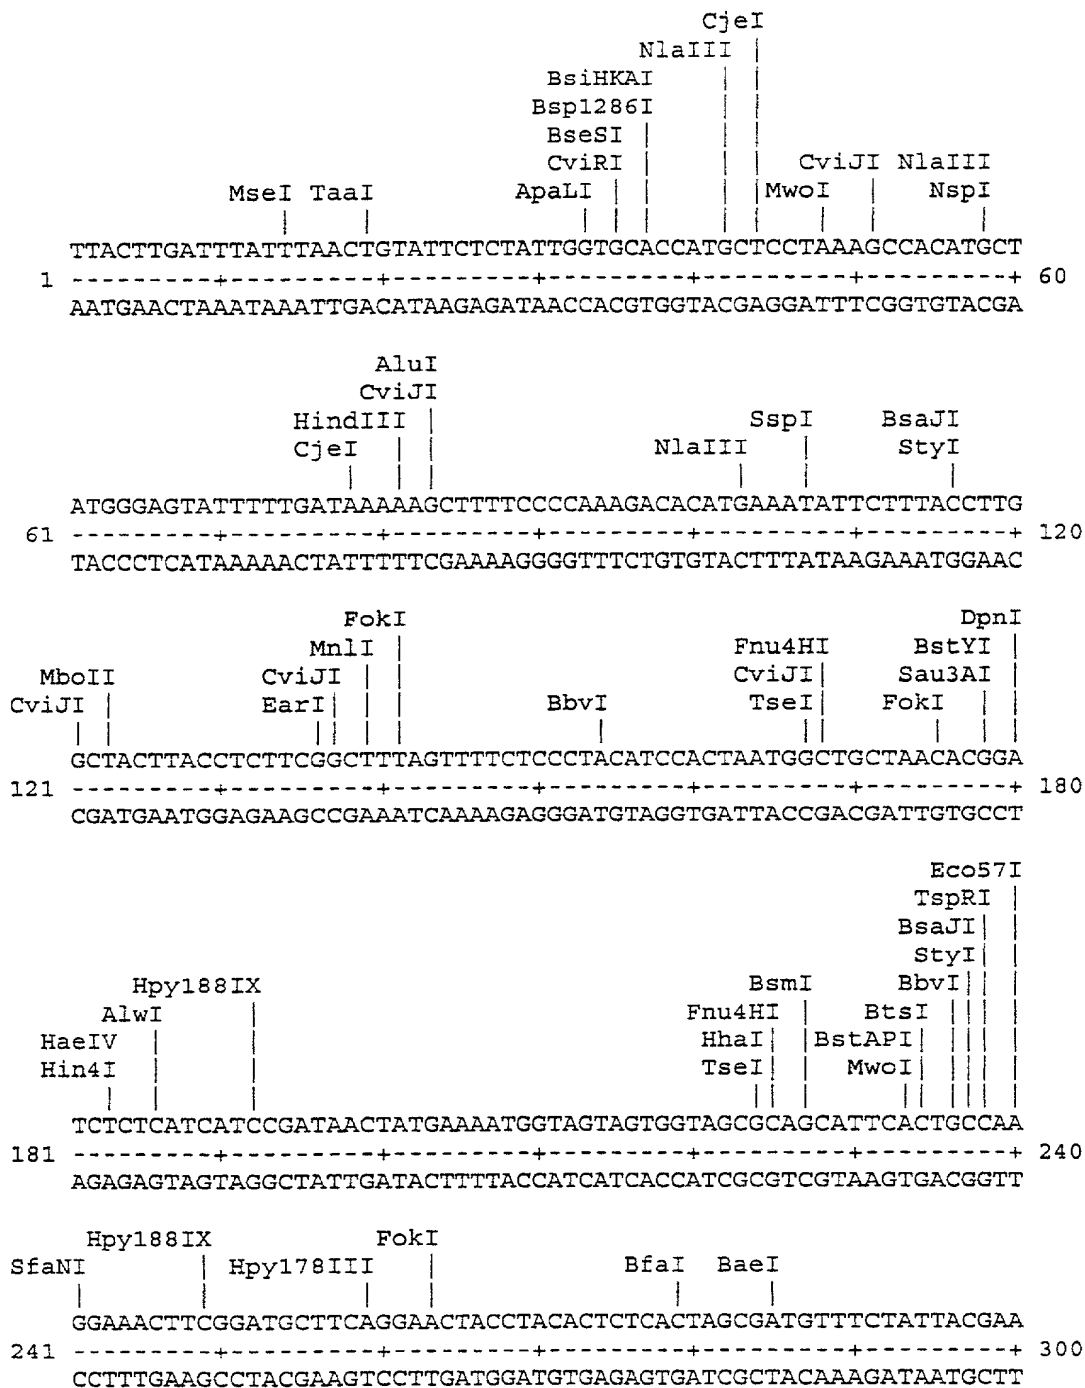 CjeI
NlaIII
BsiHKAI
Bsp1286I
BseSI
CviRI CviJI NlaIII
MseI TaaI ApaLI MwoI NspI
TTACTTGATTTATTTAACTGTATTCTCTATTGGTGCACCATGCTCCTAAAGCCACATGCT
1 ---------+---------+---------+---------+---------+---------+ 60
AATGAACTAAATAAATTGACATAAGAGATAACCACGTGGTACGAGGATTTCGGTGTACGA
AluI
CviJI
HindIII SspI BsaJI
CjeI NlaIII StyI
ATGGGAGTATTTTTGATAAAAAGCTTTTCCCCAAAGACACATGAAATATTCTTTACCTTG
61 ---------+---------+---------+---------+---------+---------+ 120
TACCCTCATAAAAACTATTTTTCGAAAAGGGGTTTCTGTGTACTTTATAAGAAATGGAAC
FokI DpnI
MnlI Fnu4HI BstYI
MboII CviJI CviJI Sau3AI
CviJI EarI BbvI TseI FokI
GCTACTTACCTCTTCGGCTTTAGTTTTCTCCCTACATCCACTAATGGCTGCTAACACGGA
121 ---------+---------+---------+---------+---------+---------+ 180
CGATGAATGGAGAAGCCGAAATCAAAAGAGGGATGTAGGTGATTACCGACGATTGTGCCT
Eco57I
TspRI
BsaJI
StyI
Hpy188IX BsmI BbvI
AlwI Fnu4HI BtsI
HaeIV HhaI BstAPI
Hin4I TseI MwoI
TCTCTCATCATCCGATAACTATGAAAATGGTAGTAGTGGTAGCGCAGCATTCACTGCCAA
181 ---------+---------+---------+---------+---------+---------+ 240
AGAGAGTAGTAGGCTATTGATACTTTTACCATCATCACCATCGCGTCGTAAGTGACGGTT
Hpy188IX FokI
SfaNI Hpy178III BfaI BaeI
GGAAACTTCGGATGCTTCAGGAACTACCTACACTCTCACTAGCGATGTTTCTATTACGAA
241 ---------+---------+---------+---------+---------+---------+ 300
CCTTTGAAGCCTACGAAGTCCTTGATGGATGTGAGAGTGATCGCTACAAAGATAATGCTT